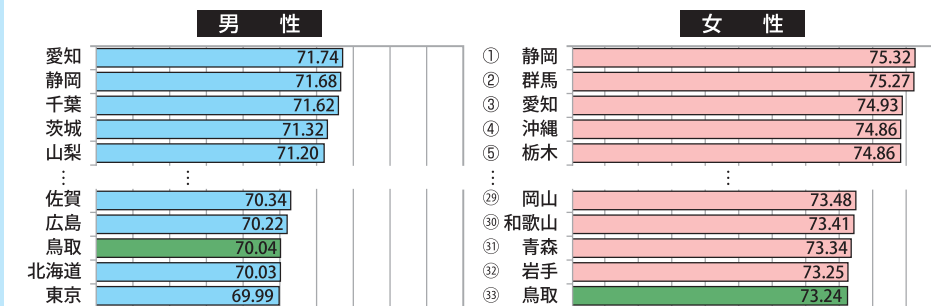 男 性
愛知 71.74
静岡 71.68
千葉 71.62
茨城 71.32
山梨 71.20
⋮ ⋮
佐賀 70.34
広島 70.22
鳥取 70.04
北海道 70.03
東京 69.99
女 性
① 静岡 75.32
② 群馬 75.27
③ 愛知 74.93
④ 沖縄 74.86
⑤ 栃木 74.86
⋮ ⋮
㉙ 岡山 73.48
㉚ 和歌山 73.41
㉛ 青森 73.34
㉜ 岩手 73.25
㉝ 鳥取 73.24